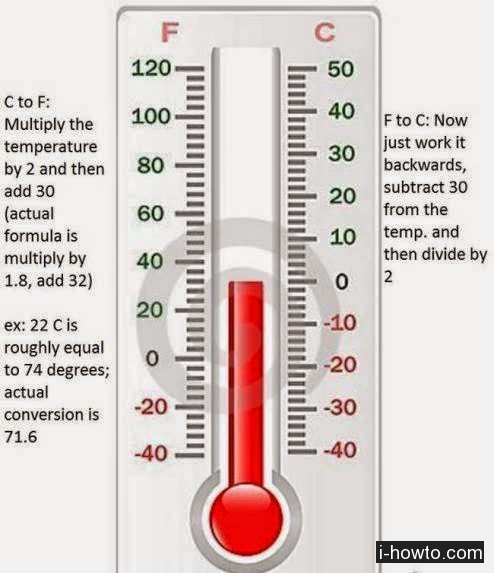 F
C
120
100
80
60
40
20
0
-20
-40
50
40
30
20
10
0
-10
-20
-30
-40
C to F:
Multiply the
temperature
by 2 and then
add 30
(actual
formula is
multiply by
1.8, add 32)
ex: 22 C is
roughly equal
to 74 degrees;
actual
conversion is
71.6
F to C: Now
just work it
backwards,
subtract 30
from the
temp. and
then divide by
2
i-howto.com